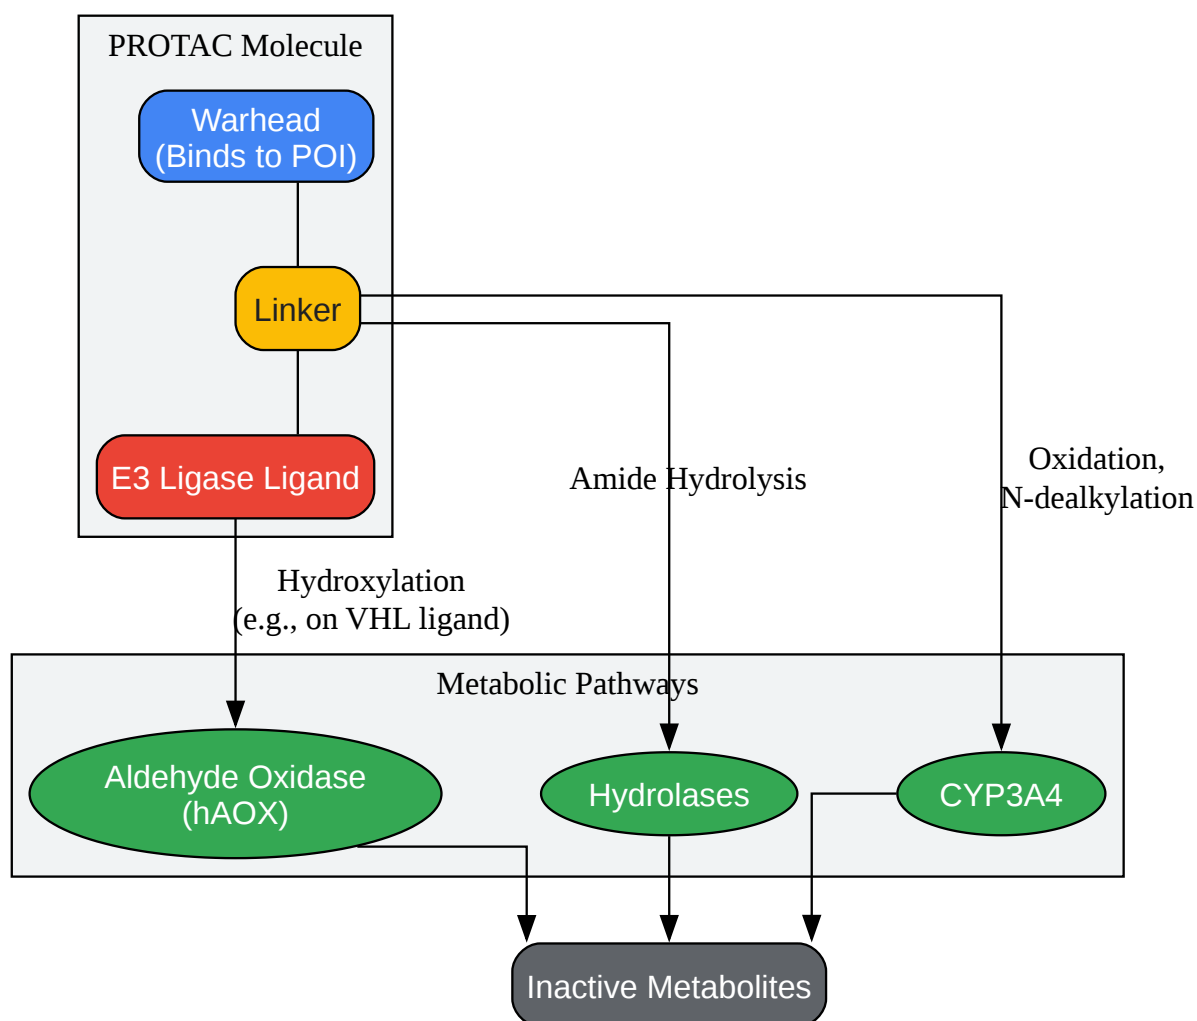 PROTAC Molecule
Warhead
(Binds to POI)
Linker
E3 Ligase Ligand
Amide Hydrolysis
Oxidation,
N-dealkylation
Hydroxylation
(e.g., on VHL ligand)
Metabolic Pathways
Aldehyde Oxidase
(hAOX)
Hydrolases
CYP3A4
Inactive Metabolites